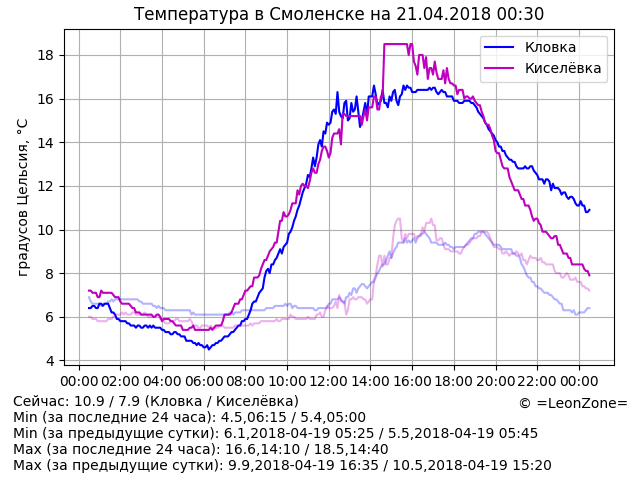 Температура в Смоленске на 21.04.2018 00:30
Кловка
Киселёвка
градусов Цельсия, °C
18
16
14
12
10
8
6
4
00:00 02:00 04:00 06:00 08:00 10:00 12:00 14:00 16:00 18:00 20:00 22:00 00:00
Сейчас: 10.9 / 7.9 (Кловка / Киселёвка)
© =LeonZone=
Min (за последние 24 часа): 4.5,06:15 / 5.4,05:00
Min (за предыдущие сутки): 6.1,2018-04-19 05:25 / 5.5,2018-04-19 05:45
Max (за последние 24 часа): 16.6,14:10 / 18.5,14:40
Max (за предыдущие сутки): 9.9,2018-04-19 16:35 / 10.5,2018-04-19 15:20